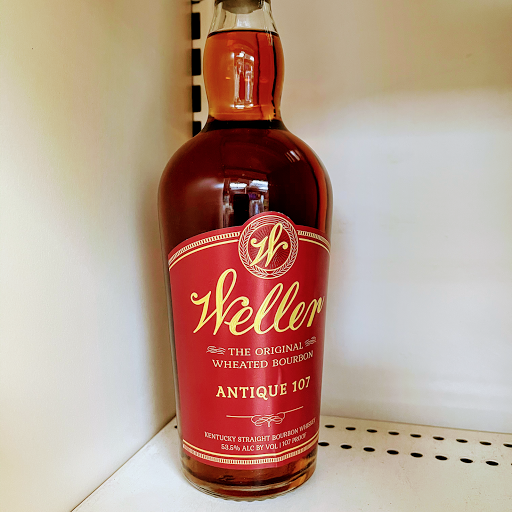 W
Weller
THE ORIGINAL
WHEATED BOURBON
ANTIQUE 107
KENTUCKY STRAIGHT BOURBON WHISKEY
53.5% ALC BY VOL | 107 PROOF